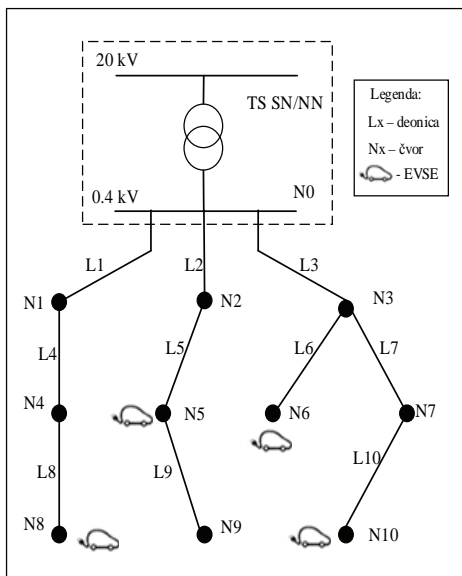 20 kV
TS SN/NN
Legenda:
Lx – deonica
Nx – čvor
- EVSE
0.4 kV
N0
L1
L2
L3
N1
N2
N3
L4
L5
L6
L7
N4
N5
N6
N7
L8
L9
L10
N8
N9
N10